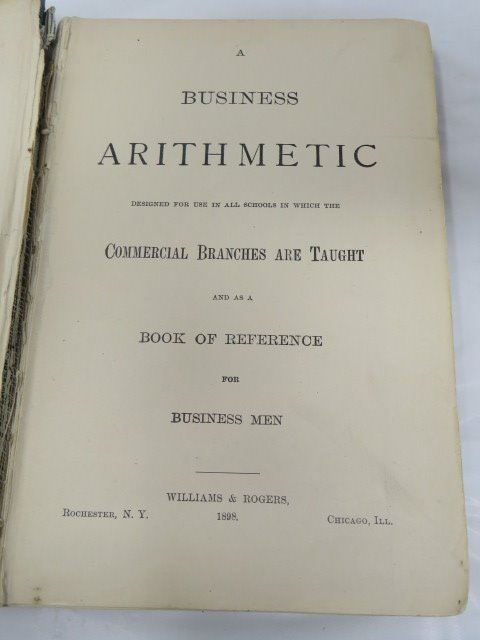 A
BUSINESS
ARITHMETIC
DESIGNED FOR USE IN ALL SCHOOLS IN WHICH THE
COMMERCIAL BRANCHES ARE TAUGHT
AND AS A
BOOK OF REFERENCE
FOR
BUSINESS MEN
WILLIAMS & ROGERS,
ROCHESTER, N. Y. 1898. CHICAGO, ILL.